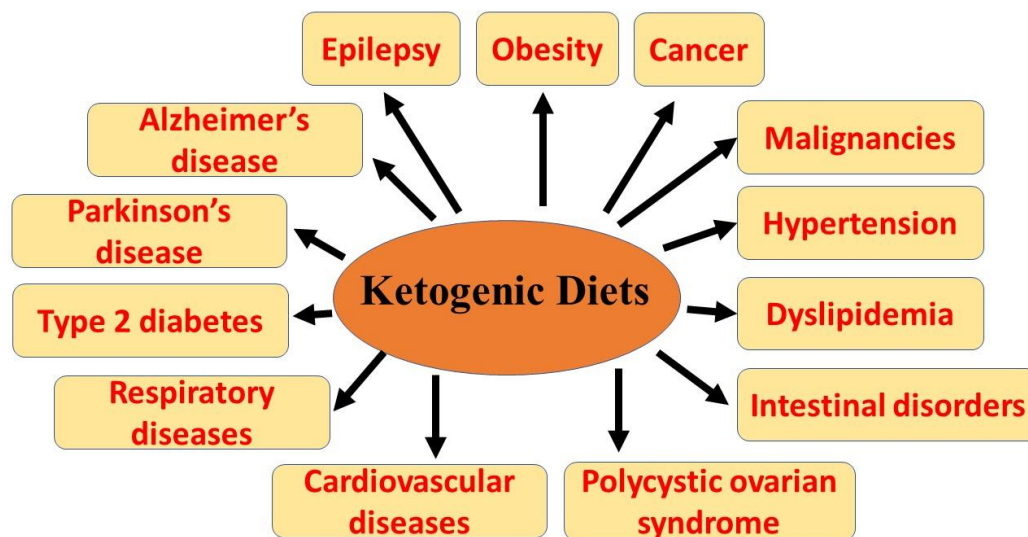 Epilepsy
Obesity
Cancer
Alzheimer's
disease
Malancies
Parkinson's
disease
Hypertension
Ketogenic Diets
Type 2 diabetes
Dyslipidemia
Respiratory
diseases
Intestinal disorders
Cardiovascular
diseases
Polycystic ovarian
syndrome